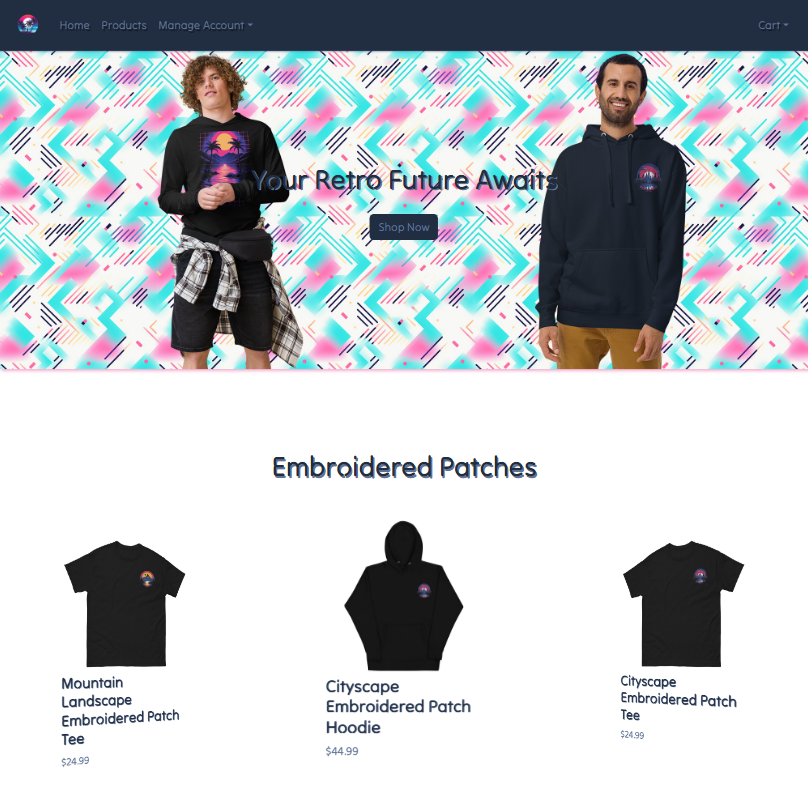 Home Products Manage Account Cart
Your Retro Future Awaits
Shop Now
Embroidered Patches
Mountain
Landscape
Embroidered Patch
Tee
$24.99
Cityscape
Embroidered Patch
Hoodie
$44.99
Cityscape
Embroidered Patch
Tee
$24.99